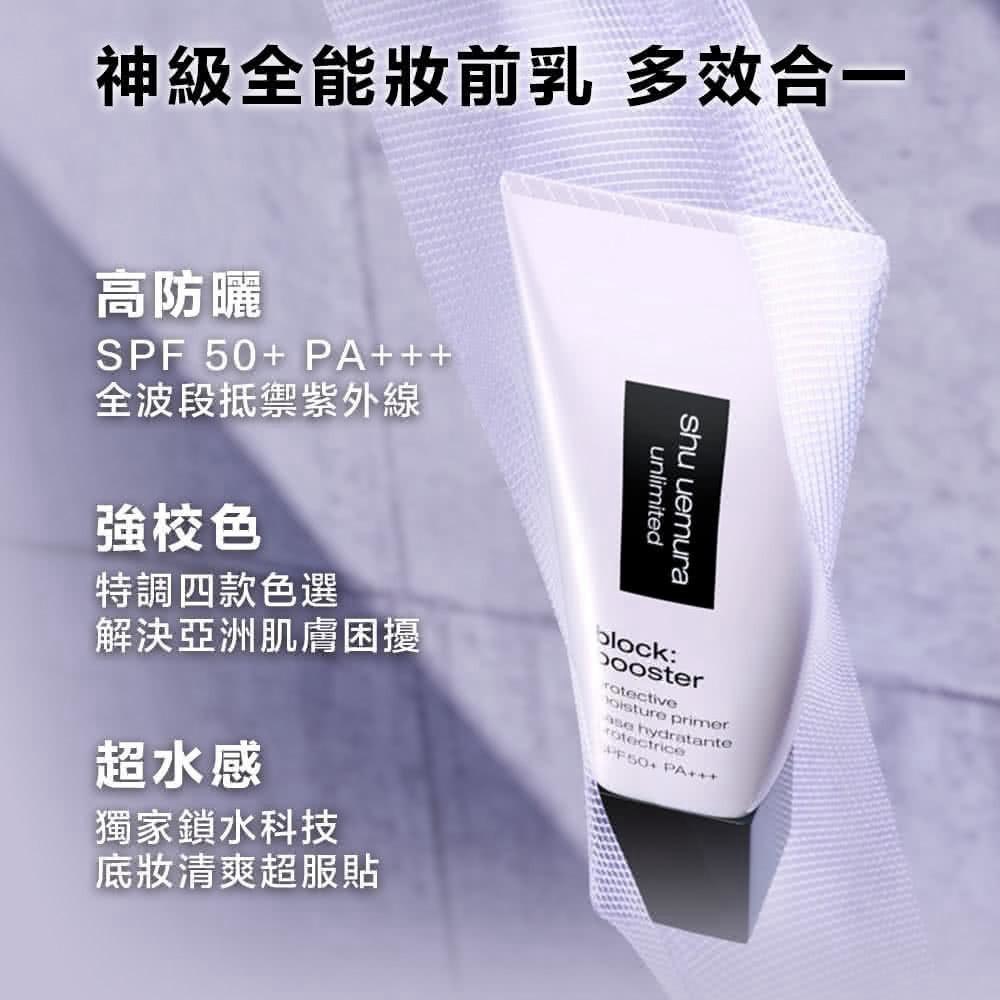 神級全能妝前乳 多效合一
高防曬
SPF 50+ PA+++
全波段抵禦紫外線
強校色
特調四款色選
解決亞洲肌膚困擾
超水感
獨家鎖水科技
底妝清爽超服貼
shu uemura
unlimited
block:
booster
rotective
oisture primer
ase hydratante
rotectrice
SPF50+ PA+++